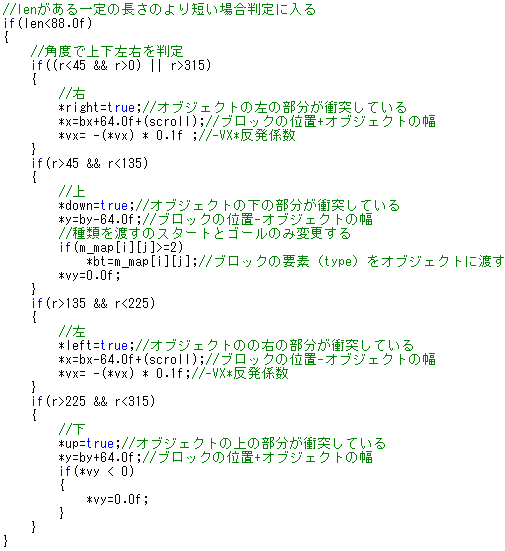 //lenがある一定の長さのより短い場合判定に入る
if(len<88.0f)
{
    //角度で上下左右を判定
    if((r<45 && r>0) || r>315)
    {
        //右
        *right=true;//オブジェクトの左の部分が衝突している
        *x=bx+64.0f+(scroll);//ブロックの位置+オブジェクトの幅
        *vx= -(*vx) * 0.1f ;//-VX*反発係数
    }
    if(r>45 && r<135)
    {
        //上
        *down=true;//オブジェクトの下の部分が衝突している
        *y=by-64.0f;//ブロックの位置-オブジェクトの幅
        //種類を渡すのスタートとゴールのみ変更する
        if(m_map[i][j]>=2)
            *bt=m_map[i][j];//ブロックの要素（type）をオブジェクトに渡す
        *vy=0.0f;
    }
    if(r>135 && r<225)
    {
        //左
        *left=true;//オブジェクトのの右の部分が衝突している
        *x=bx-64.0f+(scroll);//ブロックの位置-オブジェクトの幅
        *vx= -(*vx) * 0.1f;//-VX*反発係数
    }
    if(r>225 && r<315)
    {
        //下
        *up=true;//オブジェクトの上の部分が衝突している
        *y=by+64.0f;//ブロックの位置+オブジェクトの幅
        if(*vy < 0)
        {
            *vy=0.0f;
        }
    }
}